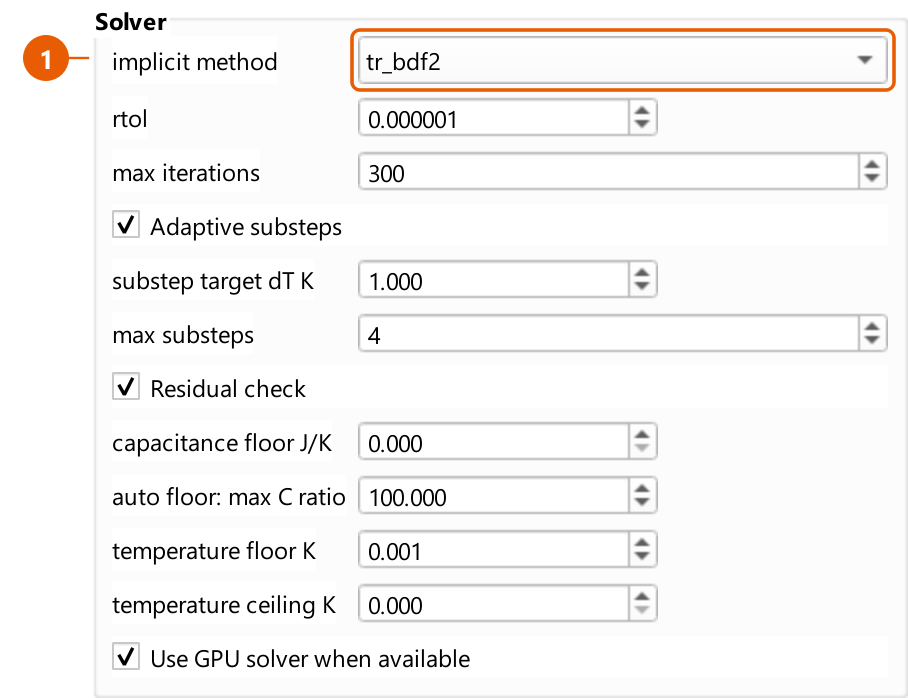 Solver
1 implicit method tr_bdf2
rtol 0.000001
max iterations 300
Adaptive substeps
substep target dT K 1.000
max substeps 4
Residual check
capacitance floor J/K 0.000
auto floor: max C ratio 100.000
temperature floor K 0.001
temperature ceiling K 0.000
Use GPU solver when available